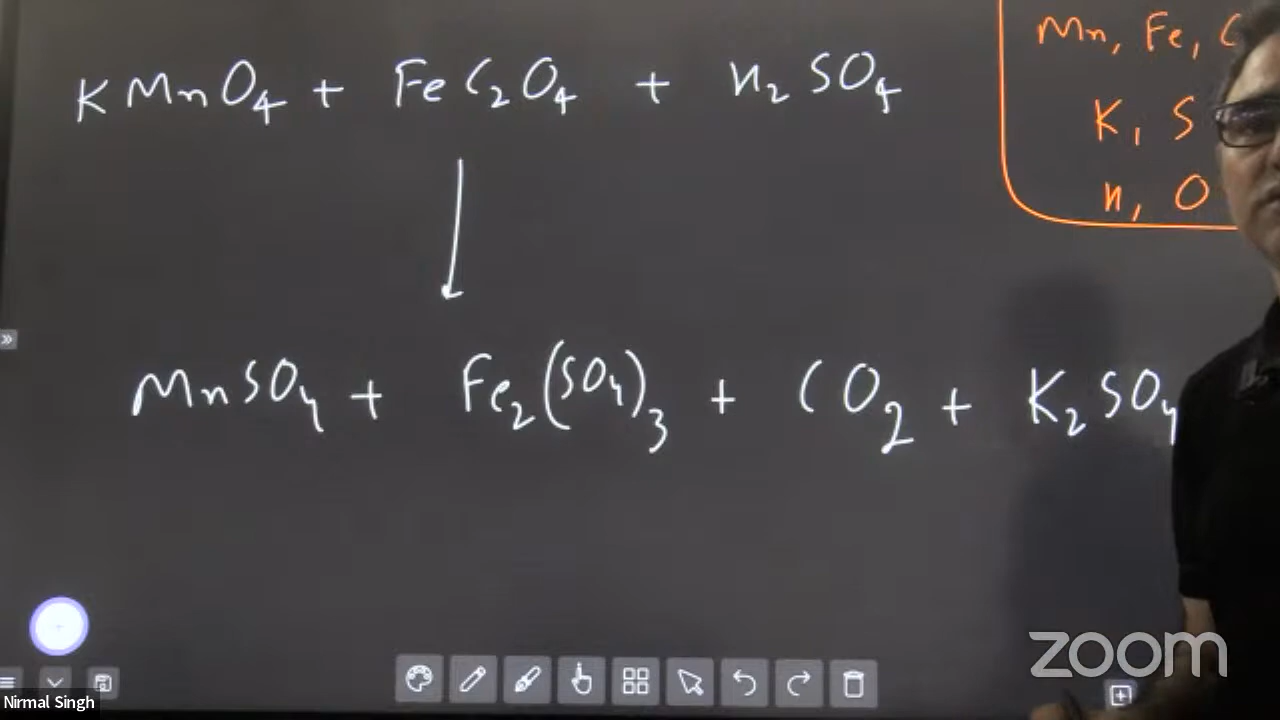 KMnO₄ + FeC₂O₄ + H₂SO₄
Mn, Fe, C
K, S
H, O
MnSO₄ + Fe₂(SO₄)₃ + CO₂ + K₂SO₄
zoom
Nirmal Singh